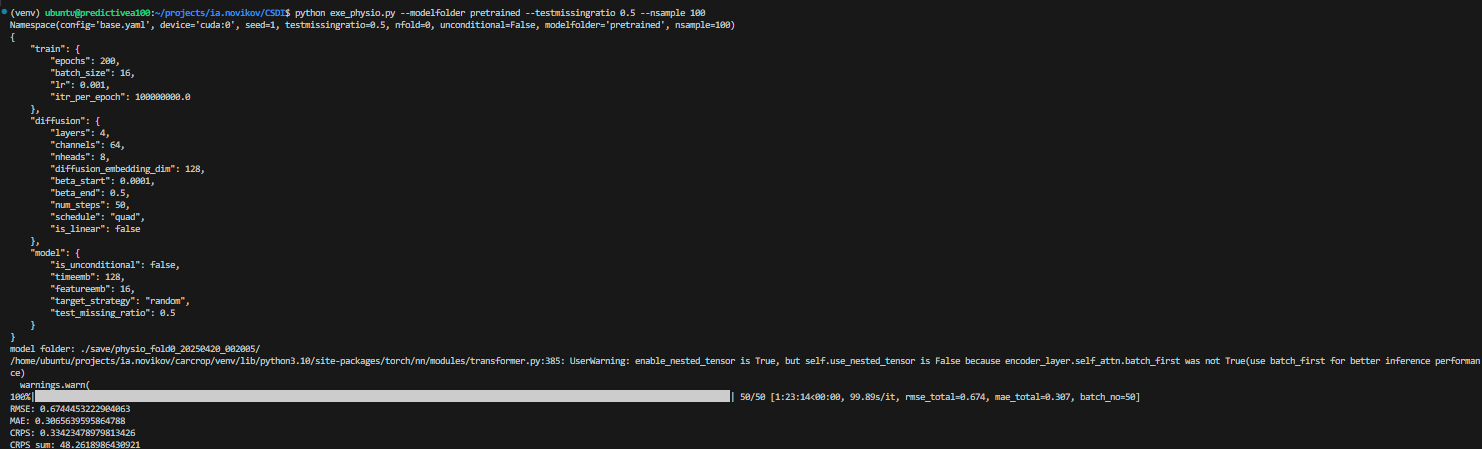 (venv) ubuntu@predictivea100:~/projects/ia.novikov/CSDI$ python exe_physio.py --modelfolder pretrained --testmissingratio 0.5 --nsample 100
Namespace(config='base.yaml', device='cuda:0', seed=1, testmissingratio=0.5, nfold=0, unconditional=False, modelfolder='pretrained', nsample=100)
{
    "train": {
        "epochs": 200,
        "batch_size": 16,
        "lr": 0.001,
        "itr_per_epoch": 100000000.0
    },
    "diffusion": {
        "layers": 4,
        "channels": 64,
        "nheads": 8,
        "diffusion_embedding_dim": 128,
        "beta_start": 0.0001,
        "beta_end": 0.5,
        "num_steps": 50,
        "schedule": "quad",
        "is_linear": false
    },
    "model": {
        "is_unconditional": false,
        "timeemb": 128,
        "featureemb": 16,
        "target_strategy": "random",
        "test_missing_ratio": 0.5
    }
}
model folder: ./save/physio_fold0_20250420_002005/
/home/ubuntu/projects/ia.novikov/carcrop/venv/lib/python3.10/site-packages/torch/nn/modules/transformer.py:385: UserWarning: enable_nested_tensor is True, but self.use_nested_tensor is False because encoder_layer.self_attn.batch_first was not True(use batch_first for better inference performan
ce)
  warnings.warn(
100%| | 50/50 [1:23:14<00:00, 99.89s/it, rmse_total=0.674, mae_total=0.307, batch_no=50]
RMSE: 0.6744453222904063
MAE: 0.3065639595864788
CRPS: 0.33423478979813426
CRPS_sum: 48.2618986430921